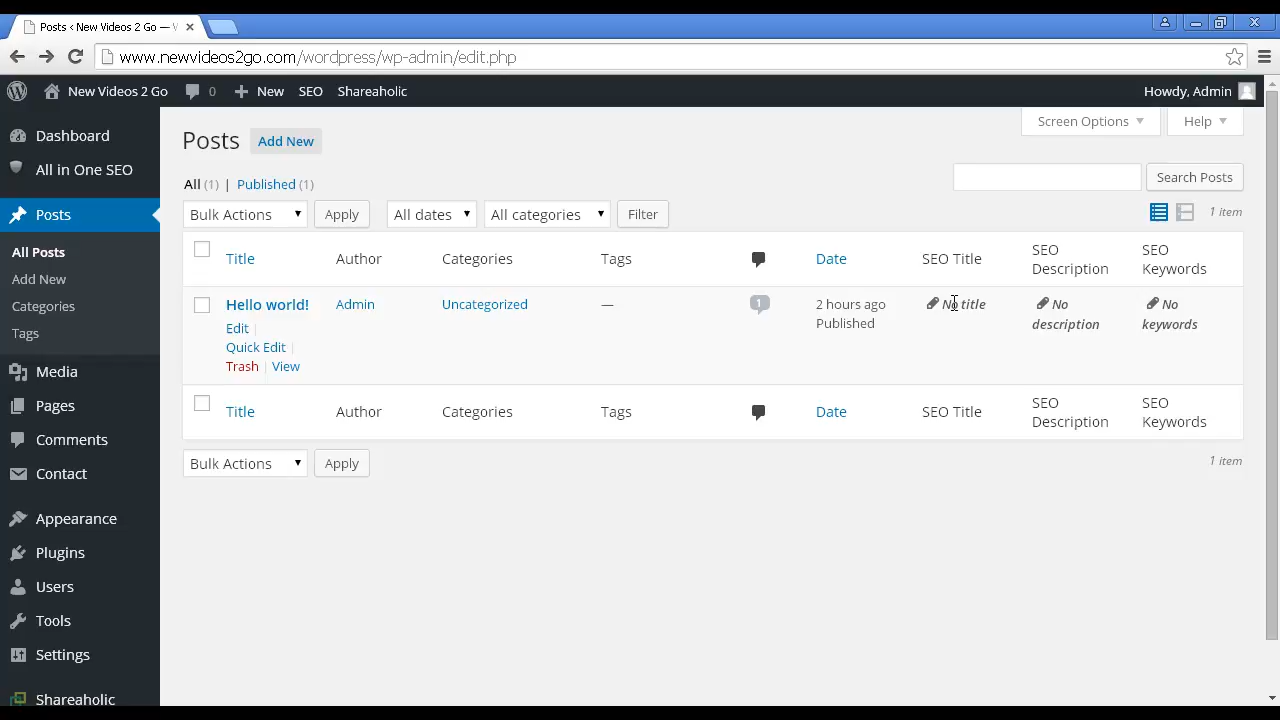 Posts ‹ New Videos 2 Go — V
www.newvideos2go.com/wordpress/wp-admin/edit.php
New Videos 2 Go 0 New SEO Shareaholic Howdy, Admin
Dashboard
All in One SEO
Posts
All Posts
Add New
Categories
Tags
Media
Pages
Comments
Contact
Appearance
Plugins
Users
Tools
Settings
Shareaholic
Screen Options Help
Posts Add New
All (1) | Published (1)
Search Posts
Bulk Actions Apply All dates All categories Filter 1 item
Title Author Categories Tags Date SEO Title SEO Description SEO Keywords
Hello world! Admin Uncategorized — 1 2 hours ago No title No No
Published description keywords
Edit |
Quick Edit |
Trash | View
Title Author Categories Tags Date SEO Title SEO Description SEO Keywords
Bulk Actions Apply 1 item